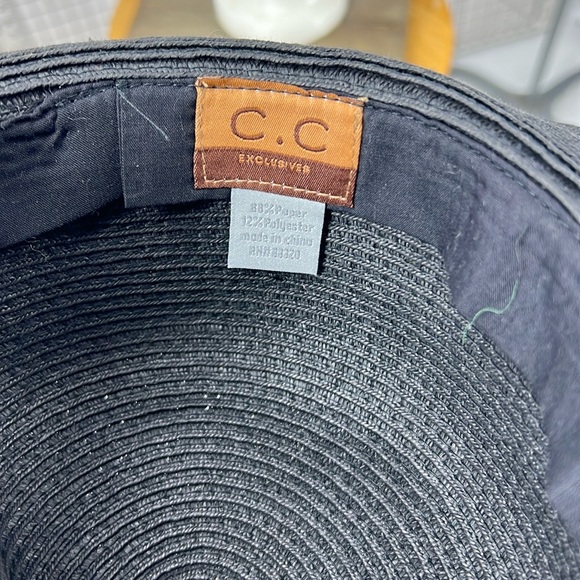 C.C
EXCLUSIVES
88% Paper
12% Polyester
made in china
RN# 83320